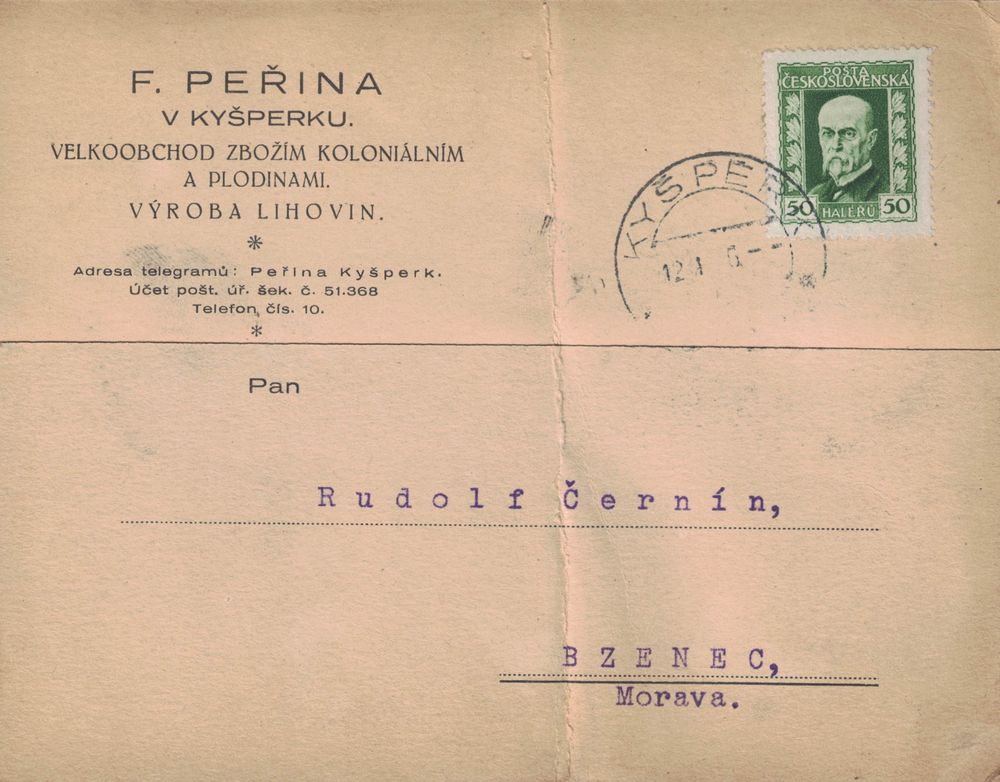 F. PEŘINA
V KYŠPERKU.
VELKOOBCHOD ZBOŽÍM KOLONIÁLNÍM
A PLODINAMI.
VÝROBA LIHOVIN.
*
Adresa telegramů: Peřina Kyšperk.
Účet pošt. úř. šek. č. 51.368
Telefon čís. 10.
*
POŠTA
ČESKOSLOVENSKÁ
50 HALÉŘŮ 50
Pan
Rudolf Černín,
BZENEC,
Morava.